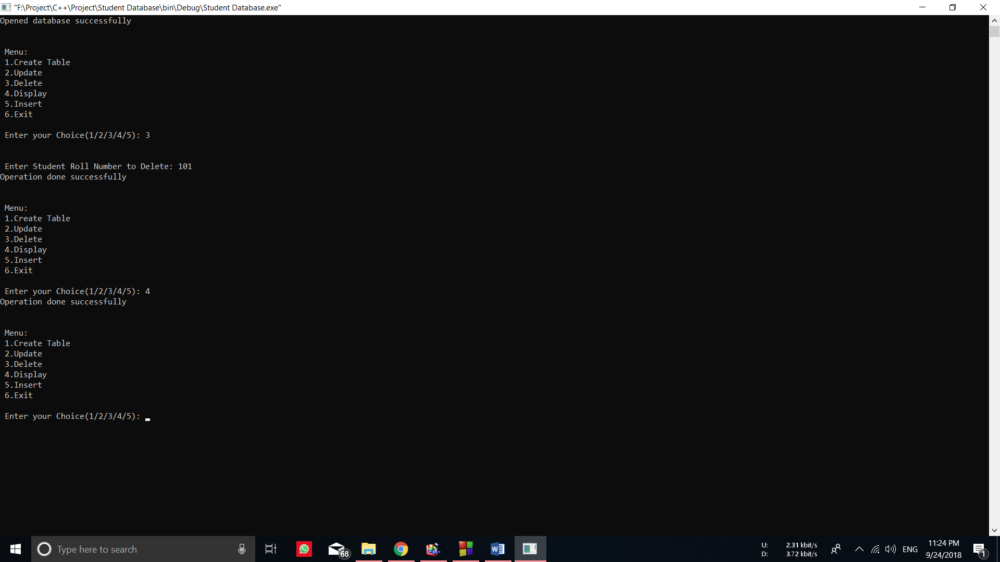 "F:\Project\C++\Project\Student Database\bin\Debug\Student Database.exe"
Opened database successfully
Menu:
1.Create Table
2.Update
3.Delete
4.Display
5.Insert
6.Exit
Enter your Choice(1/2/3/4/5): 3
Enter Student Roll Number to Delete: 101
Operation done successfully
Menu:
1.Create Table
2.Update
3.Delete
4.Display
5.Insert
6.Exit
Enter your Choice(1/2/3/4/5): 4
Operation done successfully
Menu:
1.Create Table
2.Update
3.Delete
4.Display
5.Insert
6.Exit
Enter your Choice(1/2/3/4/5):
Type here to search
68
W
U: 2.31 kbit/s
D: 3.72 kbit/s
ENG
11:24 PM
9/24/2018
1